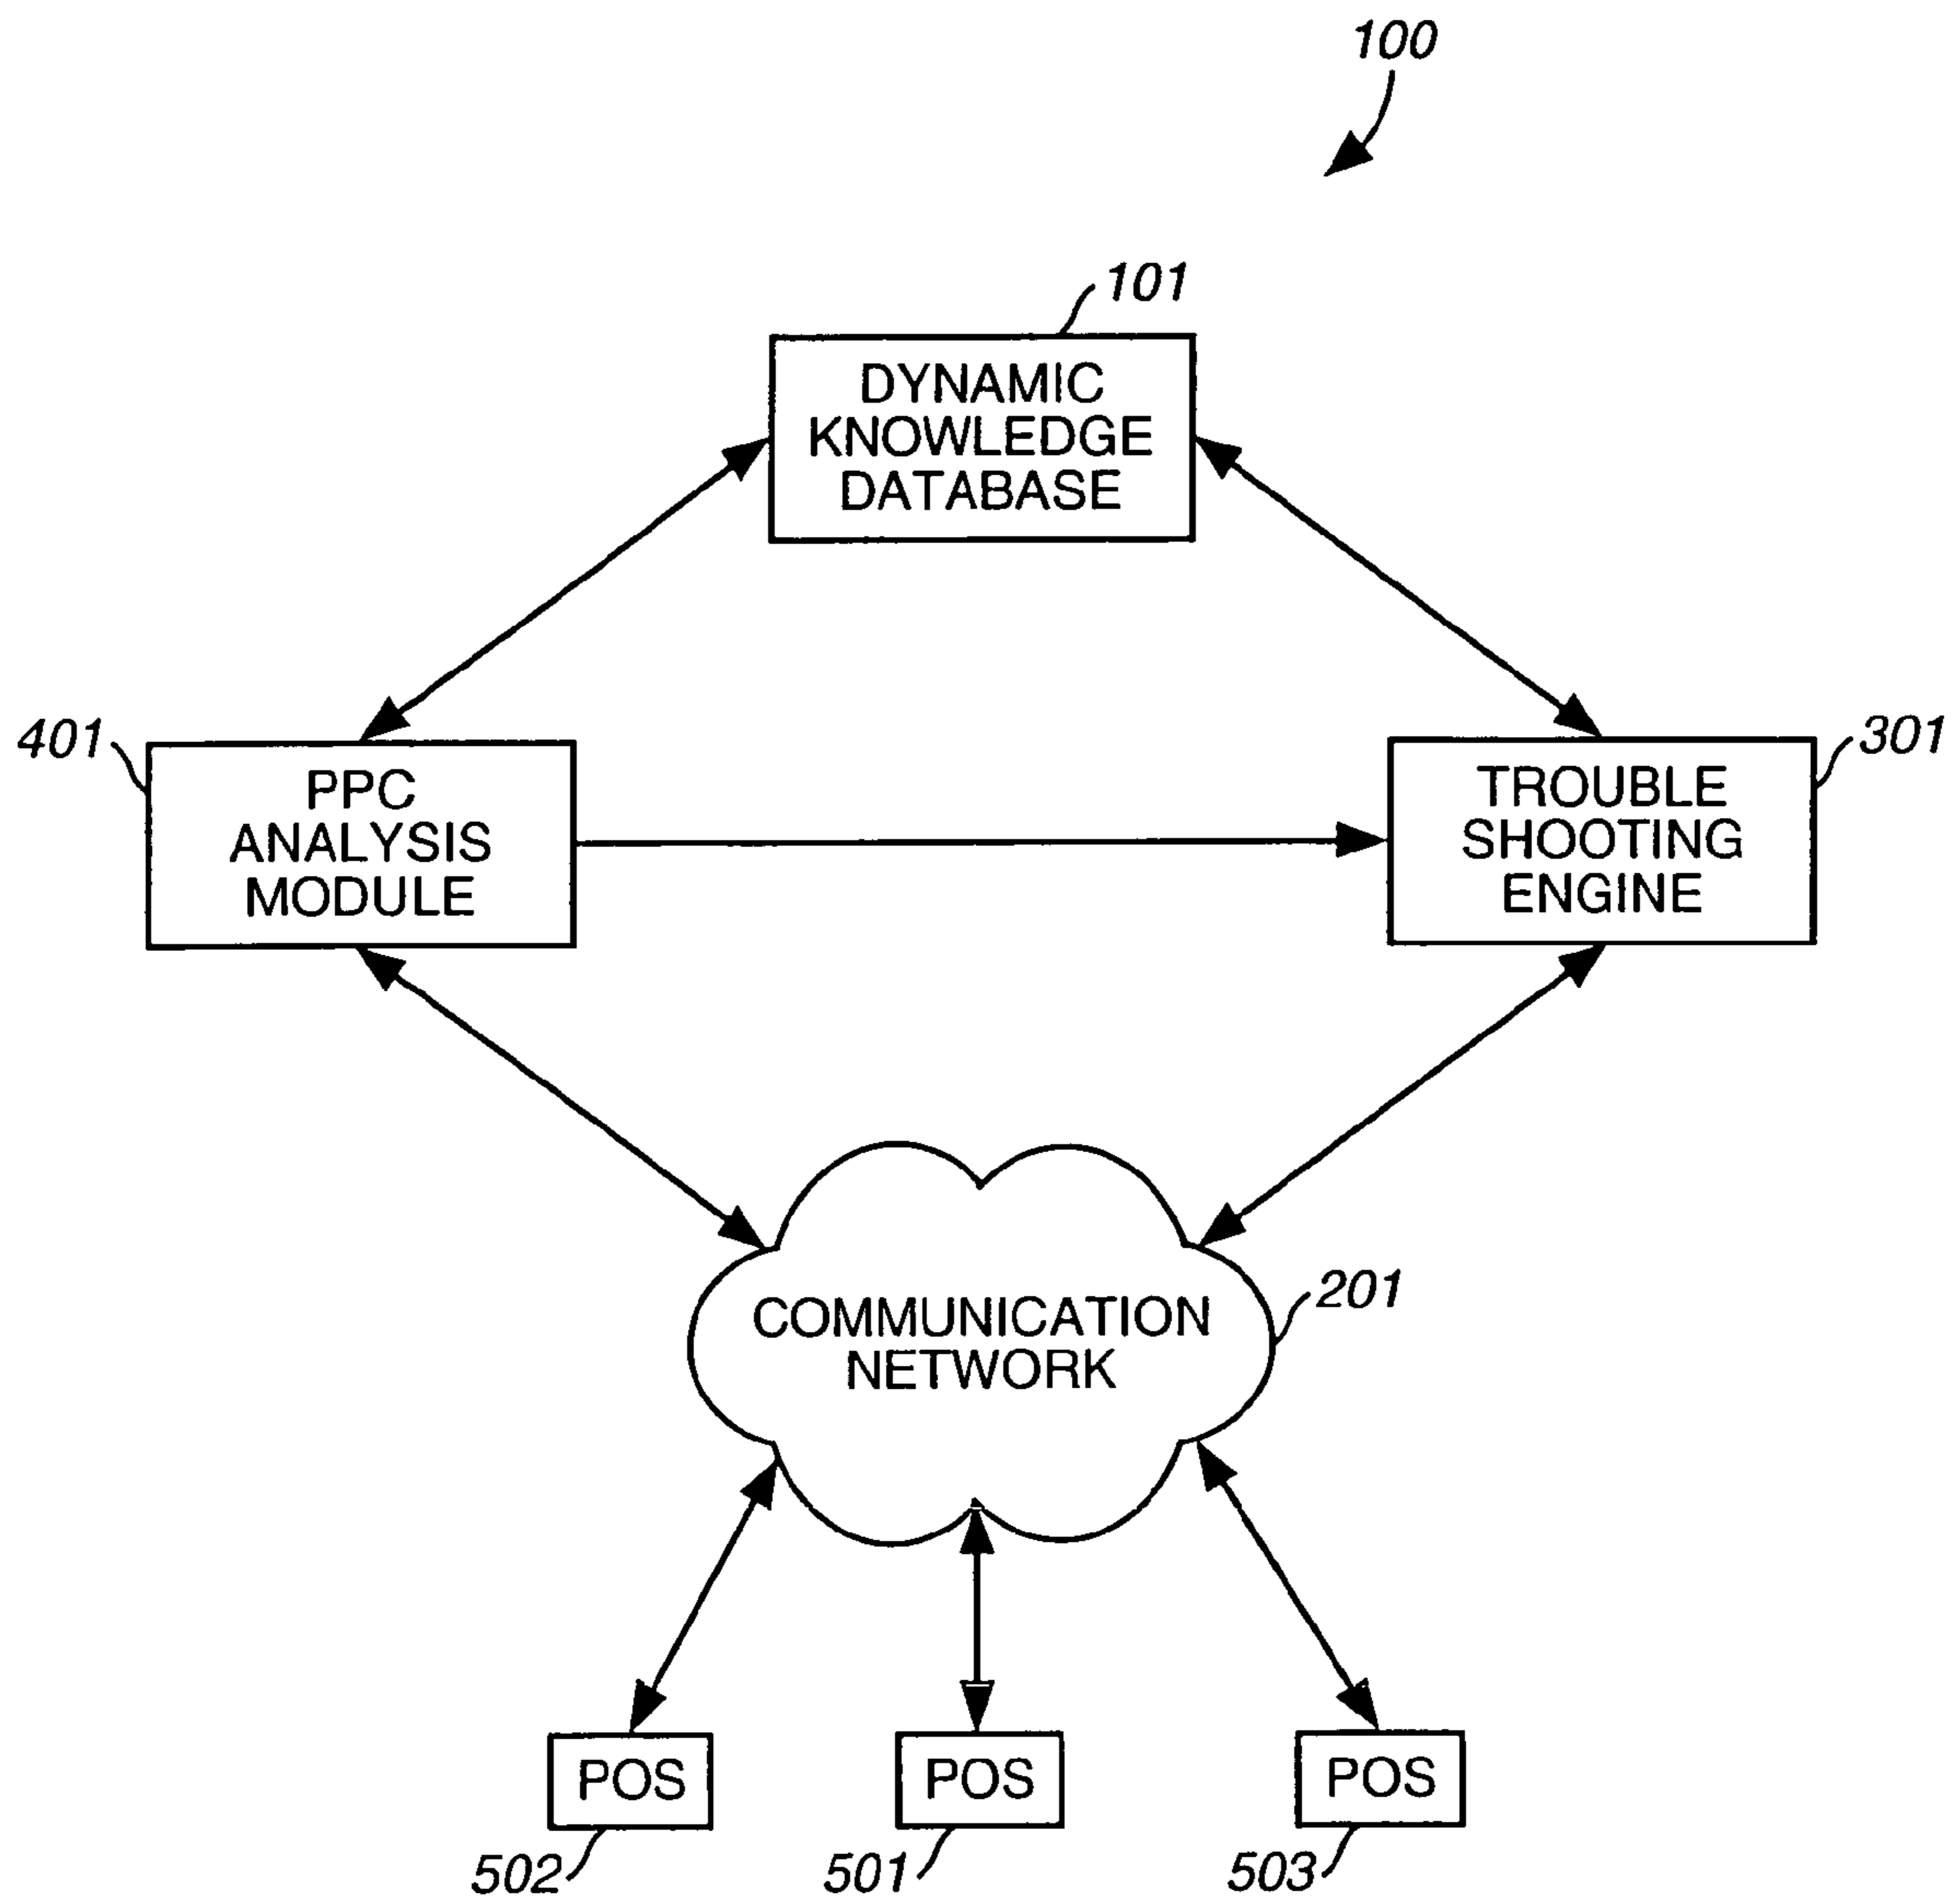 100
101
DYNAMIC
KNOWLEDGE
DATABASE
401
PPC
ANALYSIS
MODULE
301
TROUBLE
SHOOTING
ENGINE
COMMUNICATION
NETWORK
201
POS
POS
POS
502
501
503